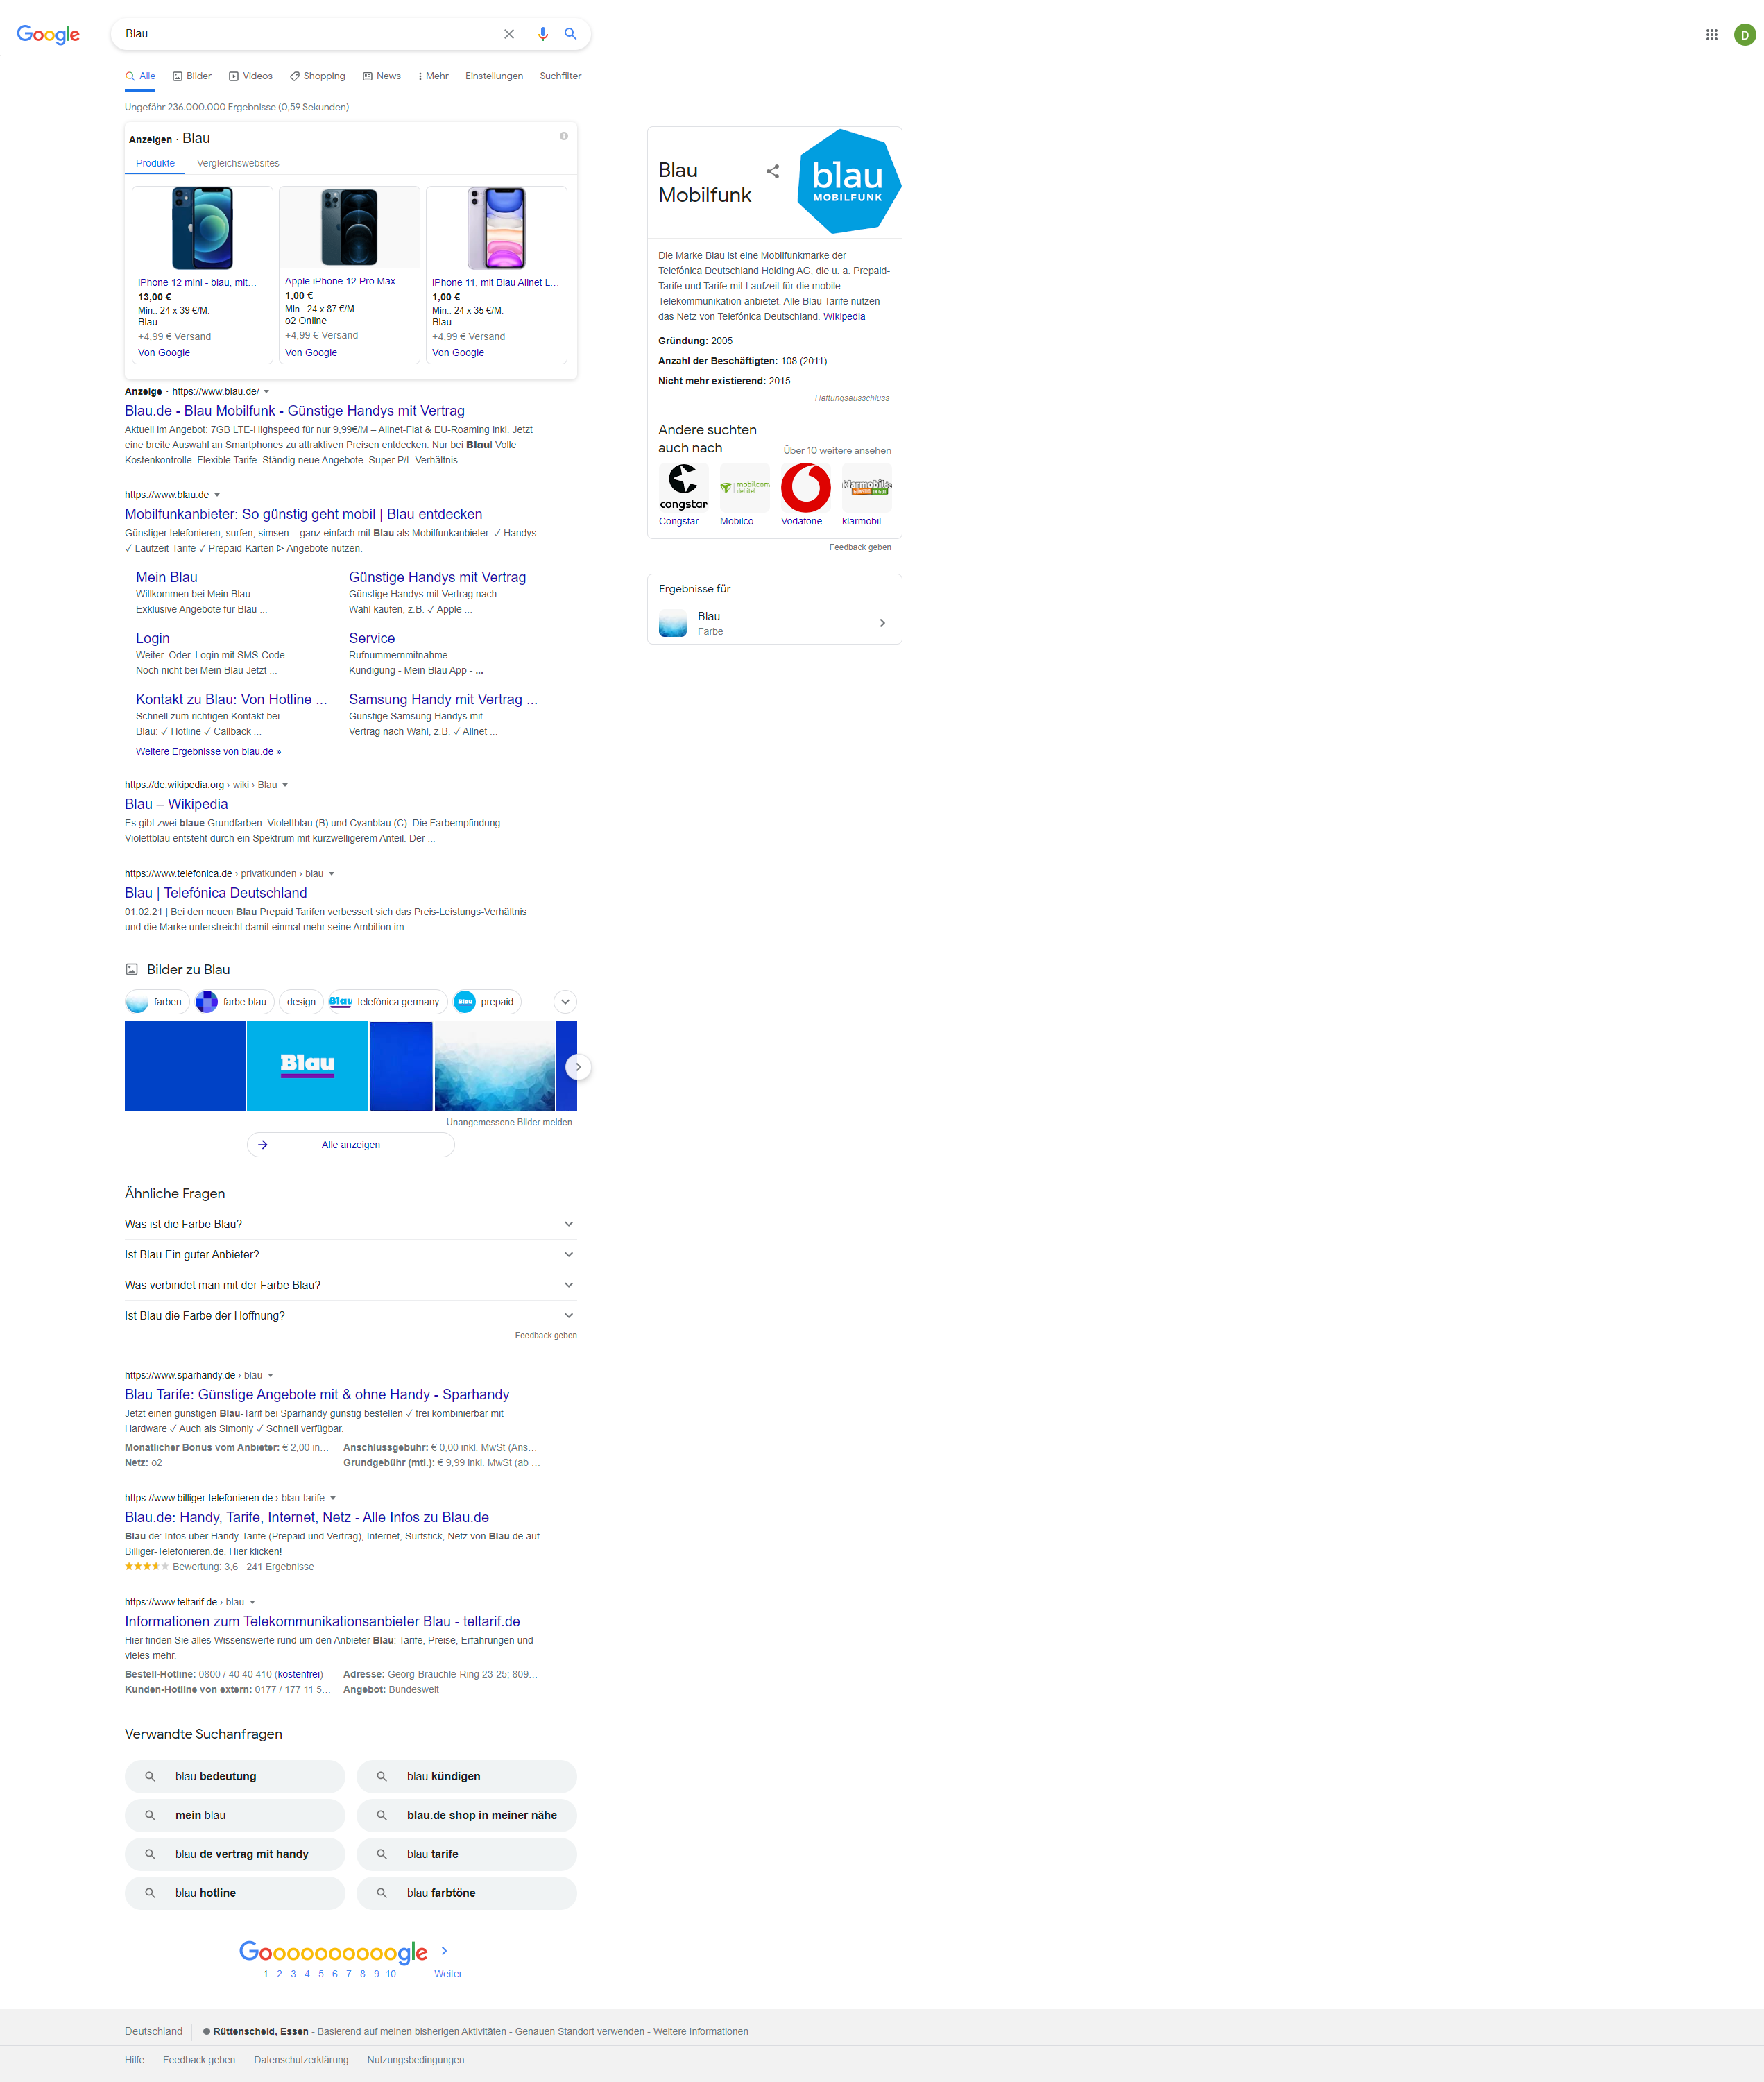 Google
Blau
D
Alle
Bilder
Videos
Shopping
News
Mehr
Einstellungen
Suchfilter
Ungefähr 236.000.000 Ergebnisse (0,59 Sekunden)
Anzeigen · Blau
Produkte
Vergleichswebsites
iPhone 12 mini - blau, mit...
13,00 €
Min.. 24 x 39 €/M.
Blau
+4,99 € Versand
Von Google
Apple iPhone 12 Pro Max ...
1,00 €
Min.. 24 x 87 €/M.
o2 Online
+4,99 € Versand
Von Google
iPhone 11, mit Blau Allnet L...
1,00 €
Min.. 24 x 35 €/M.
Blau
+4,99 € Versand
Von Google
Anzeige · https://www.blau.de/
Blau.de - Blau Mobilfunk - Günstige Handys mit Vertrag
Aktuell im Angebot: 7GB LTE-Highspeed für nur 9,99€/M – Allnet-Flat & EU-Roaming inkl. Jetzt
eine breite Auswahl an Smartphones zu attraktiven Preisen entdecken. Nur bei Blau! Volle
Kostenkontrolle. Flexible Tarife. Ständig neue Angebote. Super P/L-Verhältnis.
https://www.blau.de
Mobilfunkanbieter: So günstig geht mobil | Blau entdecken
Günstiger telefonieren, surfen, simsen – ganz einfach mit Blau als Mobilfunkanbieter. ✓ Handys
✓ Laufzeit-Tarife ✓ Prepaid-Karten ᐅ Angebote nutzen.
Mein Blau
Willkommen bei Mein Blau.
Exklusive Angebote für Blau ...
Günstige Handys mit Vertrag
Günstige Handys mit Vertrag nach
Wahl kaufen, z.B. ✓ Apple ...
Login
Weiter. Oder. Login mit SMS-Code.
Noch nicht bei Mein Blau Jetzt ...
Service
Rufnummernmitnahme -
Kündigung - Mein Blau App - ...
Kontakt zu Blau: Von Hotline ...
Schnell zum richtigen Kontakt bei
Blau: ✓ Hotline ✓ Callback ...
Samsung Handy mit Vertrag ...
Günstige Samsung Handys mit
Vertrag nach Wahl, z.B. ✓ Allnet ...
Weitere Ergebnisse von blau.de »
https://de.wikipedia.org › wiki › Blau
Blau – Wikipedia
Es gibt zwei blaue Grundfarben: Violettblau (B) und Cyanblau (C). Die Farbempfindung
Violettblau entsteht durch ein Spektrum mit kurzwelligerem Anteil. Der ...
https://www.telefonica.de › privatkunden › blau
Blau | Telefónica Deutschland
01.02.21 | Bei den neuen Blau Prepaid Tarifen verbessert sich das Preis-Leistungs-Verhältnis
und die Marke unterstreicht damit einmal mehr seine Ambition im ...
Bilder zu Blau
farben
farbe blau
design
Blau
telefónica germany
Blau
prepaid
Blau
Unangemessene Bilder melden
Alle anzeigen
Ähnliche Fragen
Was ist die Farbe Blau?
Ist Blau Ein guter Anbieter?
Was verbindet man mit der Farbe Blau?
Ist Blau die Farbe der Hoffnung?
Feedback geben
https://www.sparhandy.de › blau
Blau Tarife: Günstige Angebote mit & ohne Handy - Sparhandy
Jetzt einen günstigen Blau-Tarif bei Sparhandy günstig bestellen ✓ frei kombinierbar mit
Hardware ✓ Auch als Simonly ✓ Schnell verfügbar.
Monatlicher Bonus vom Anbieter: € 2,00 in...
Anschlussgebühr: € 0,00 inkl. MwSt (Ans...
Netz: o2
Grundgebühr (mtl.): € 9,99 inkl. MwSt (ab ...
https://www.billiger-telefonieren.de › blau-tarife
Blau.de: Handy, Tarife, Internet, Netz - Alle Infos zu Blau.de
Blau.de: Infos über Handy-Tarife (Prepaid und Vertrag), Internet, Surfstick, Netz von Blau.de auf
Billiger-Telefonieren.de. Hier klicken!
Bewertung: 3,6 · 241 Ergebnisse
https://www.teltarif.de › blau
Informationen zum Telekommunikationsanbieter Blau - teltarif.de
Hier finden Sie alles Wissenswerte rund um den Anbieter Blau: Tarife, Preise, Erfahrungen und
vieles mehr.
Bestell-Hotline: 0800 / 40 40 410 (kostenfrei)
Adresse: Georg-Brauchle-Ring 23-25; 809...
Kunden-Hotline von extern: 0177 / 177 11 5...
Angebot: Bundesweit
Verwandte Suchanfragen
blau bedeutung
blau kündigen
mein blau
blau.de shop in meiner nähe
blau de vertrag mit handy
blau tarife
blau hotline
blau farbtöne
Goooooooooogle
1 2 3 4 5 6 7 8 9 10
Weiter
Blau
Mobilfunk
blau
MOBILFUNK
Die Marke Blau ist eine Mobilfunkmarke der
Telefónica Deutschland Holding AG, die u. a. Prepaid-
Tarife und Tarife mit Laufzeit für die mobile
Telekommunikation anbietet. Alle Blau Tarife nutzen
das Netz von Telefónica Deutschland. Wikipedia
Gründung: 2005
Anzahl der Beschäftigten: 108 (2011)
Nicht mehr existierend: 2015
Haftungsausschluss
Andere suchten
auch nach
Über 10 weitere ansehen
congstar
mobilcom
debitel
klarmobil.de
Congstar
Mobilco...
Vodafone
klarmobil
Feedback geben
Ergebnisse für
Blau
Farbe
Deutschland
Rüttenscheid, Essen - Basierend auf meinen bisherigen Aktivitäten - Genauen Standort verwenden - Weitere Informationen
Hilfe
Feedback geben
Datenschutzerklärung
Nutzungsbedingungen